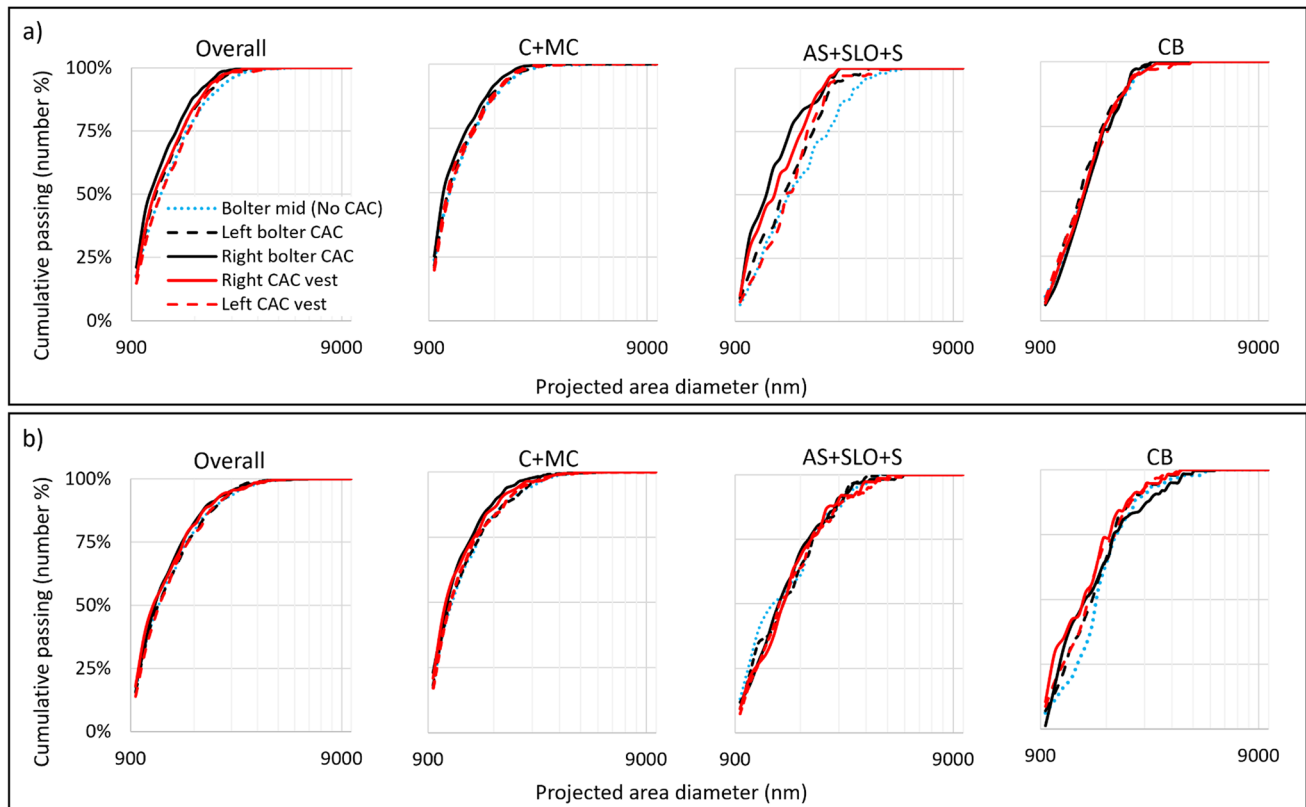 a)
Overall
C+MC
AS+SLO+S
CB
Cumulative passing (number %)
100%
75%
50%
25%
0%
Bolter mid (No CAC)
Left bolter CAC
Right bolter CAC
Right CAC vest
Left CAC vest
900
9000
900
9000
900
9000
900
9000
Projected area diameter (nm)
b)
Overall
C+MC
AS+SLO+S
CB
Cumulative passing (number %)
100%
75%
50%
25%
0%
900
9000
900
9000
900
9000
900
9000
Projected area diameter (nm)